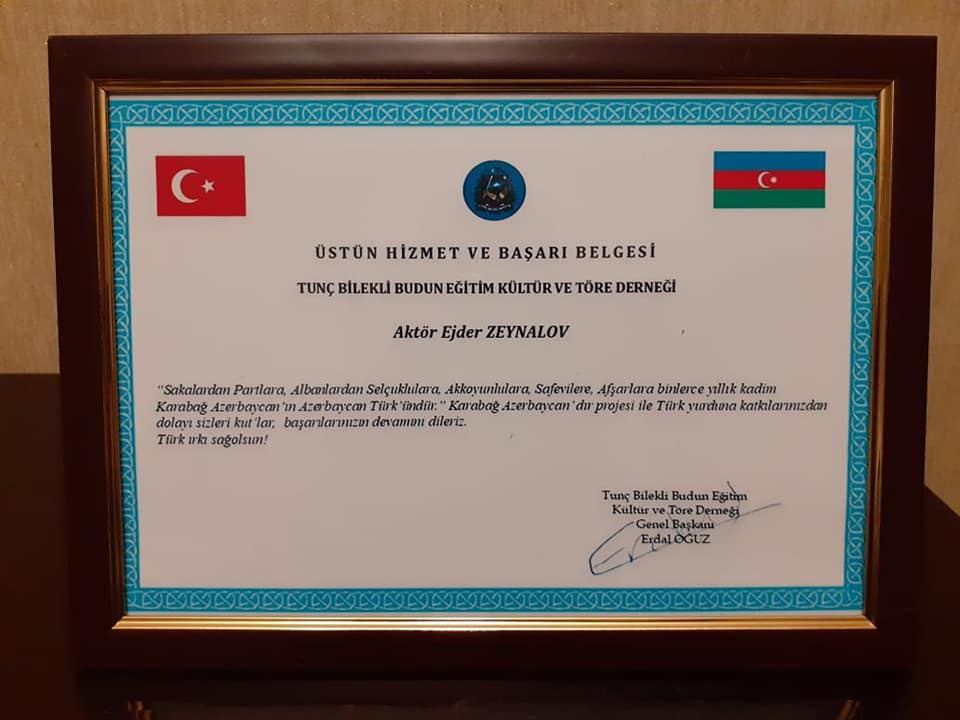 ÜSTÜN HİZMET VE BAŞARI BELGESİ
TUNÇ BİLEKLİ BUDUN EĞİTİM KÜLTÜR VE TÖRE DERNEĞİ
Aktör Ejder ZEYNALOV
"Sakalardan Partlara, Albanlardan Selçuklulara, Akkoyunlulara, Safevilere, Afşarlara binlerce yıllık kadim
Karabağ Azerbaycan'ın Azerbaycan Türk'ündür." Karabağ Azerbaycan'dır projesi ile Türk yurduna katkılarınızdan
dolayı sizleri kut'lar, başarılarınızın devamını dileriz.
Türk ırkı sağolsun!
Tunç Bilekli Budun Eğitim
Kültür ve Töre Derneği
Genel Başkanı
Erdal OĞUZ